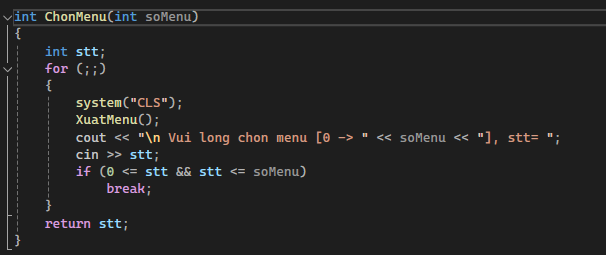 int ChonMenu(int soMenu)
{
    int stt;
    for (;;)
    {
        system("CLS");
        XuatMenu();
        cout << "\n Vui long chon menu [0 -> " << soMenu << "], stt= ";
        cin >> stt;
        if (0 <= stt && stt <= soMenu)
            break;
    }
    return stt;
}